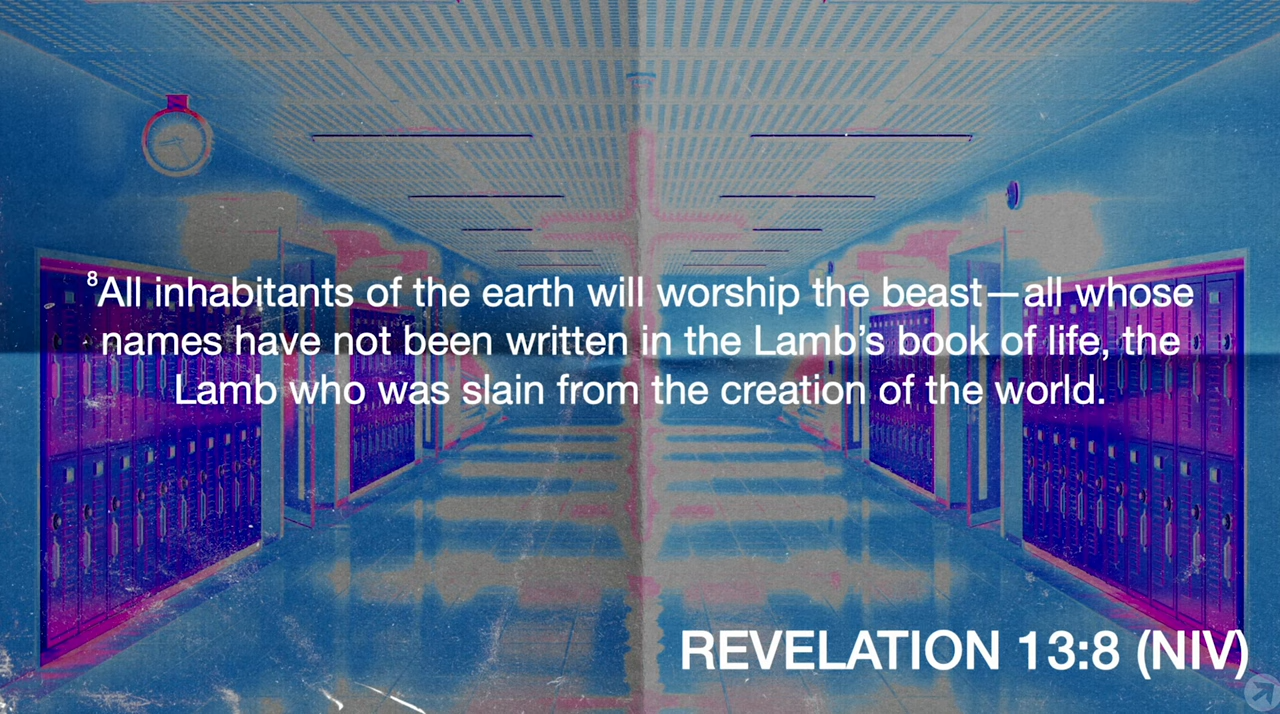 ⁸All inhabitants of the earth will worship the beast—all whose
names have not been written in the Lamb’s book of life, the
Lamb who was slain from the creation of the world.
REVELATION 13:8 (NIV)